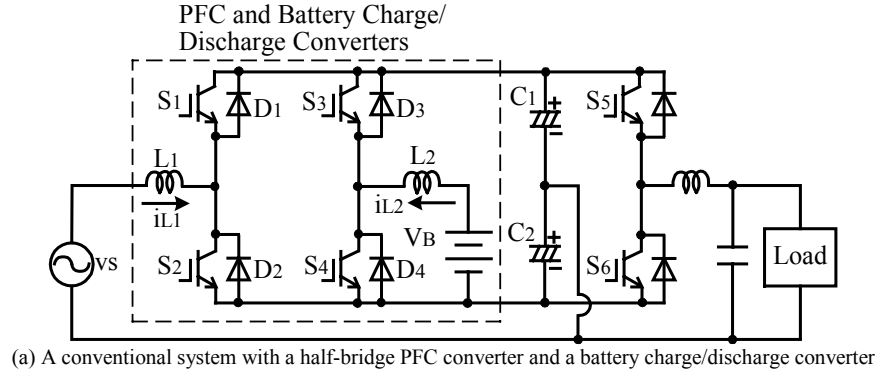 PFC and Battery Charge/
Discharge Converters
S1
D1
S3
D3
C1
S5
L1
L2
iL1
iL2
vs
VB
C2
S2
D2
S4
D4
S6
Load
(a) A conventional system with a half-bridge PFC converter and a battery charge/discharge converter